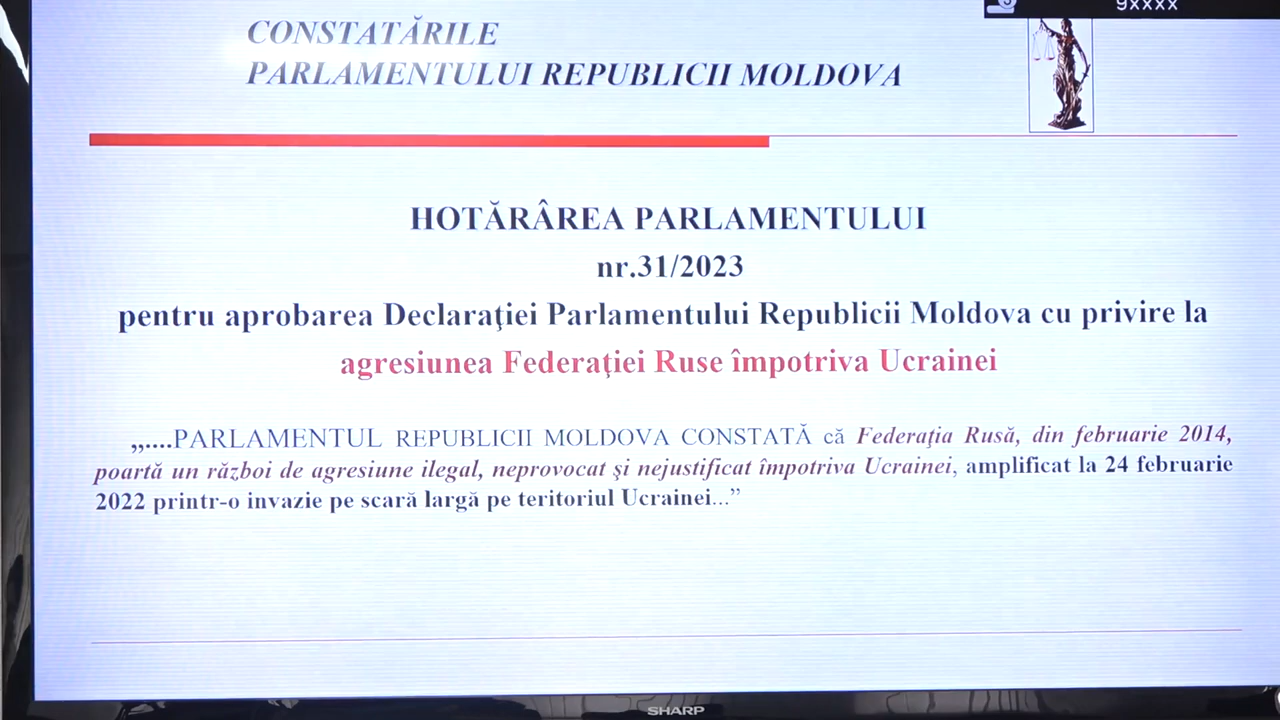 9xxxx
CONSTATĂRILE
PARLAMENTULUI REPUBLICII MOLDOVA
HOTĂRÂREA PARLAMENTULUI
nr.31/2023
pentru aprobarea Declaraţiei Parlamentului Republicii Moldova cu privire la
agresiunea Federaţiei Ruse împotriva Ucrainei
„....PARLAMENTUL REPUBLICII MOLDOVA CONSTATĂ că Federaţia Rusă, din februarie 2014,
poartă un război de agresiune ilegal, neprovocat şi nejustificat împotriva Ucrainei, amplificat la 24 februarie
2022 printr-o invazie pe scară largă pe teritoriul Ucrainei...”
SHARP